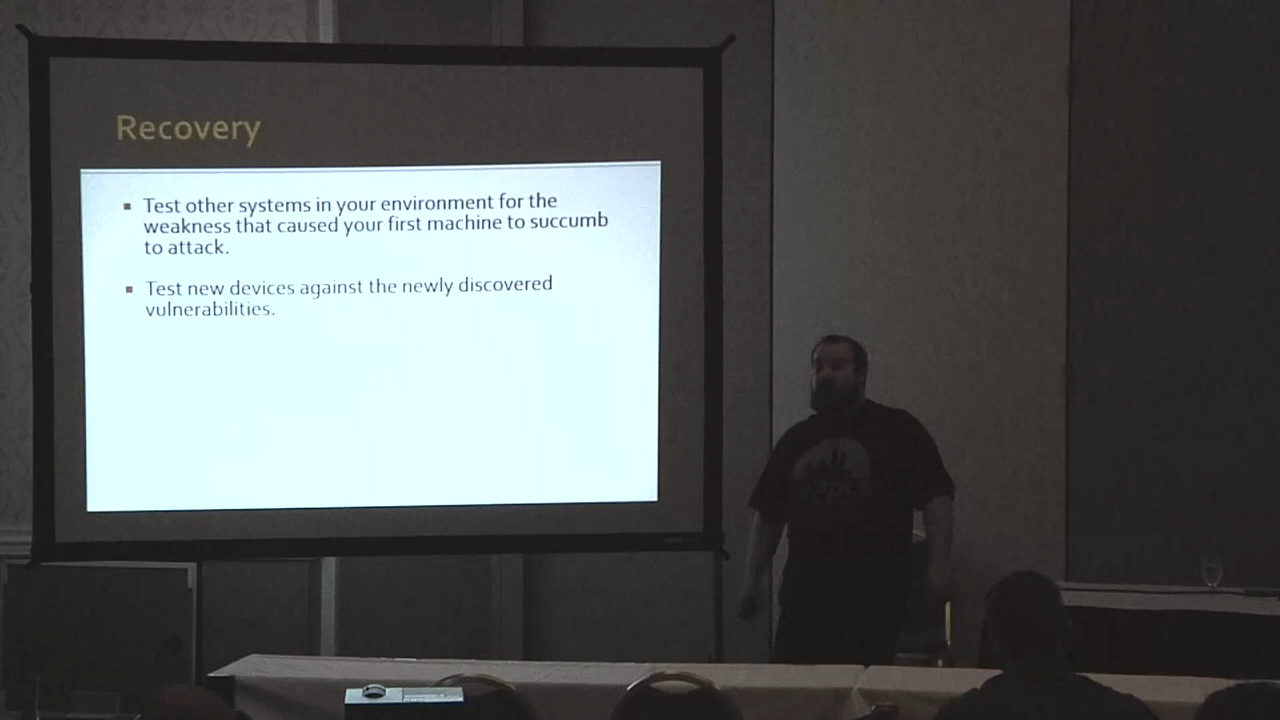 Recovery
Test other systems in your environment for the
weakness that caused your first machine to succumb
to attack.
Test new devices against the newly discovered
vulnerabilities.